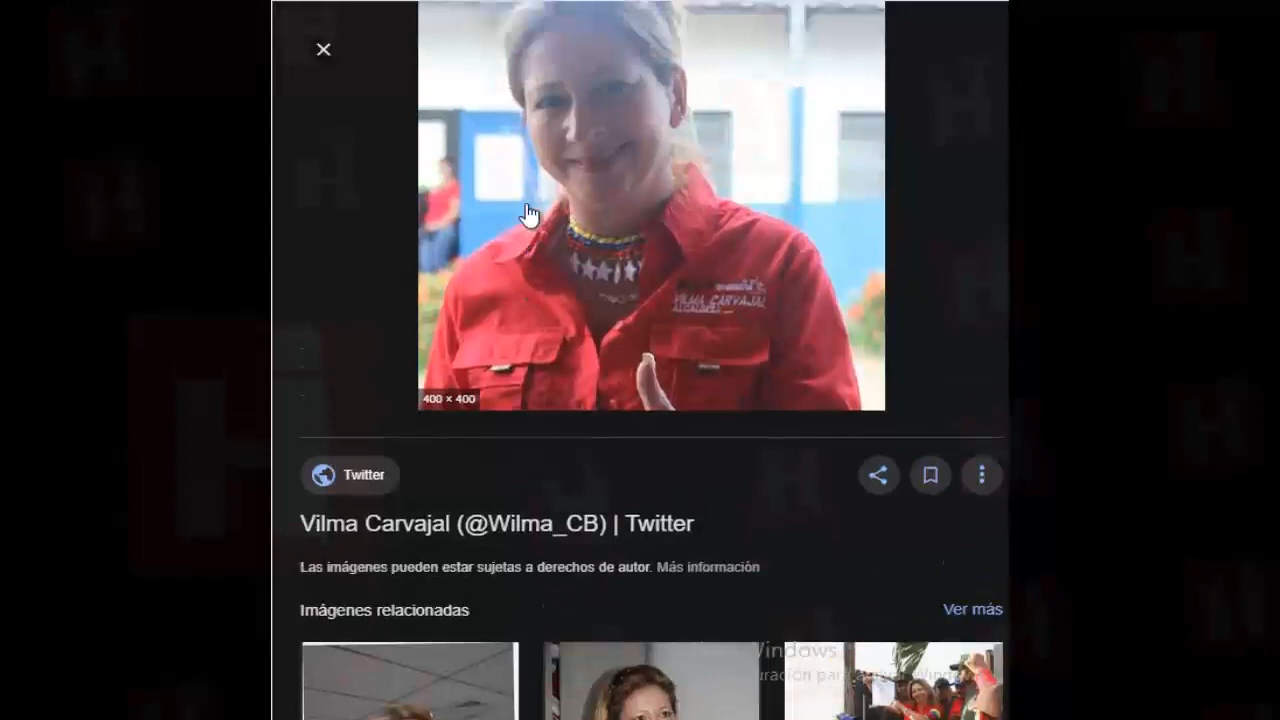 VILMA CARVAJAL
ALCALDESA
400 × 400
Twitter
Vilma Carvajal (@Wilma_CB) | Twitter
Las imágenes pueden estar sujetas a derechos de autor. Más información
Imágenes relacionadas
Ver más
Windows